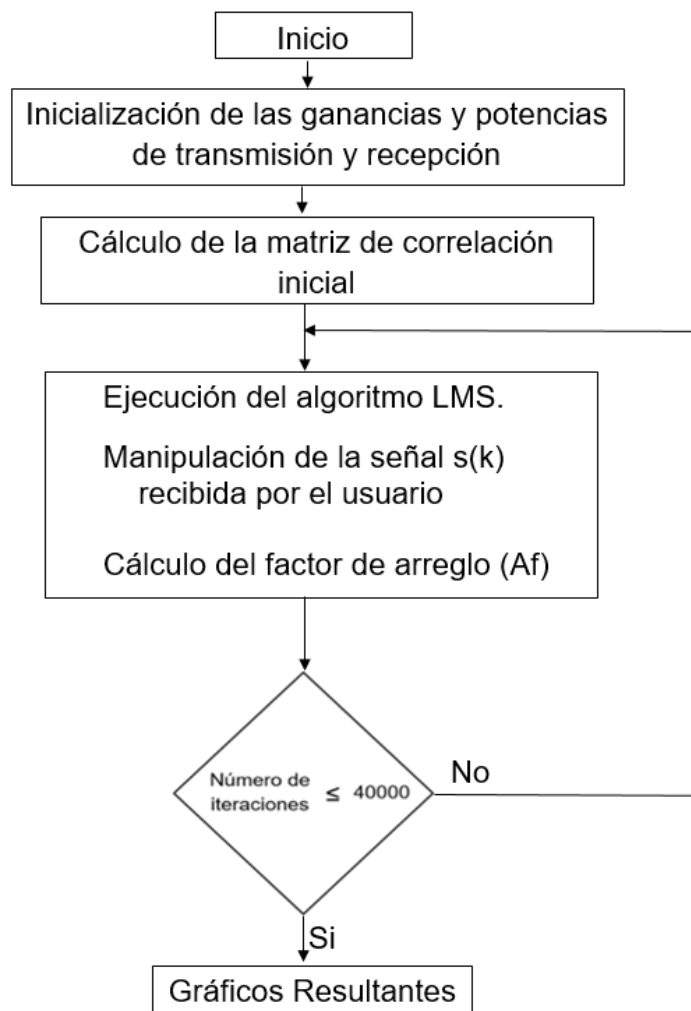 Inicio
Inicialización de las ganancias y potencias
de transmisión y recepción
Cálculo de la matriz de correlación
inicial
Ejecución del algoritmo LMS.
Manipulación de la señal s(k)
recibida por el usuario
Cálculo del factor de arreglo (Af)
Número de
iteraciones ≤ 40000
No
Si
Gráficos Resultantes